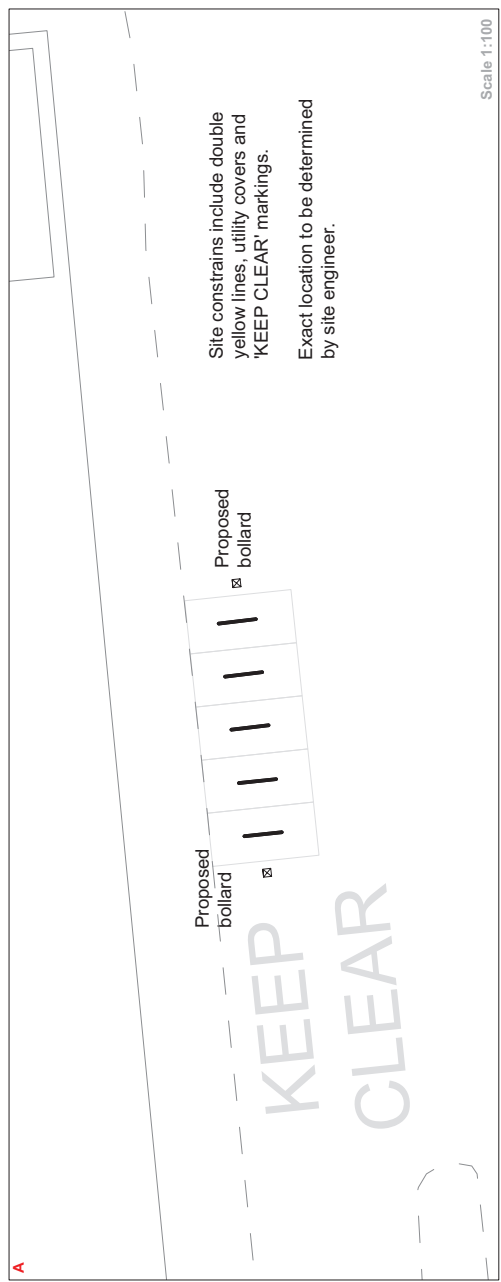 A
Site constrains include double
yellow lines, utility covers and
'KEEP CLEAR' markings.
Exact location to be determined
by site engineer.
Proposed
bollard
Proposed
bollard
KEEP
CLEAR
Scale 1:100